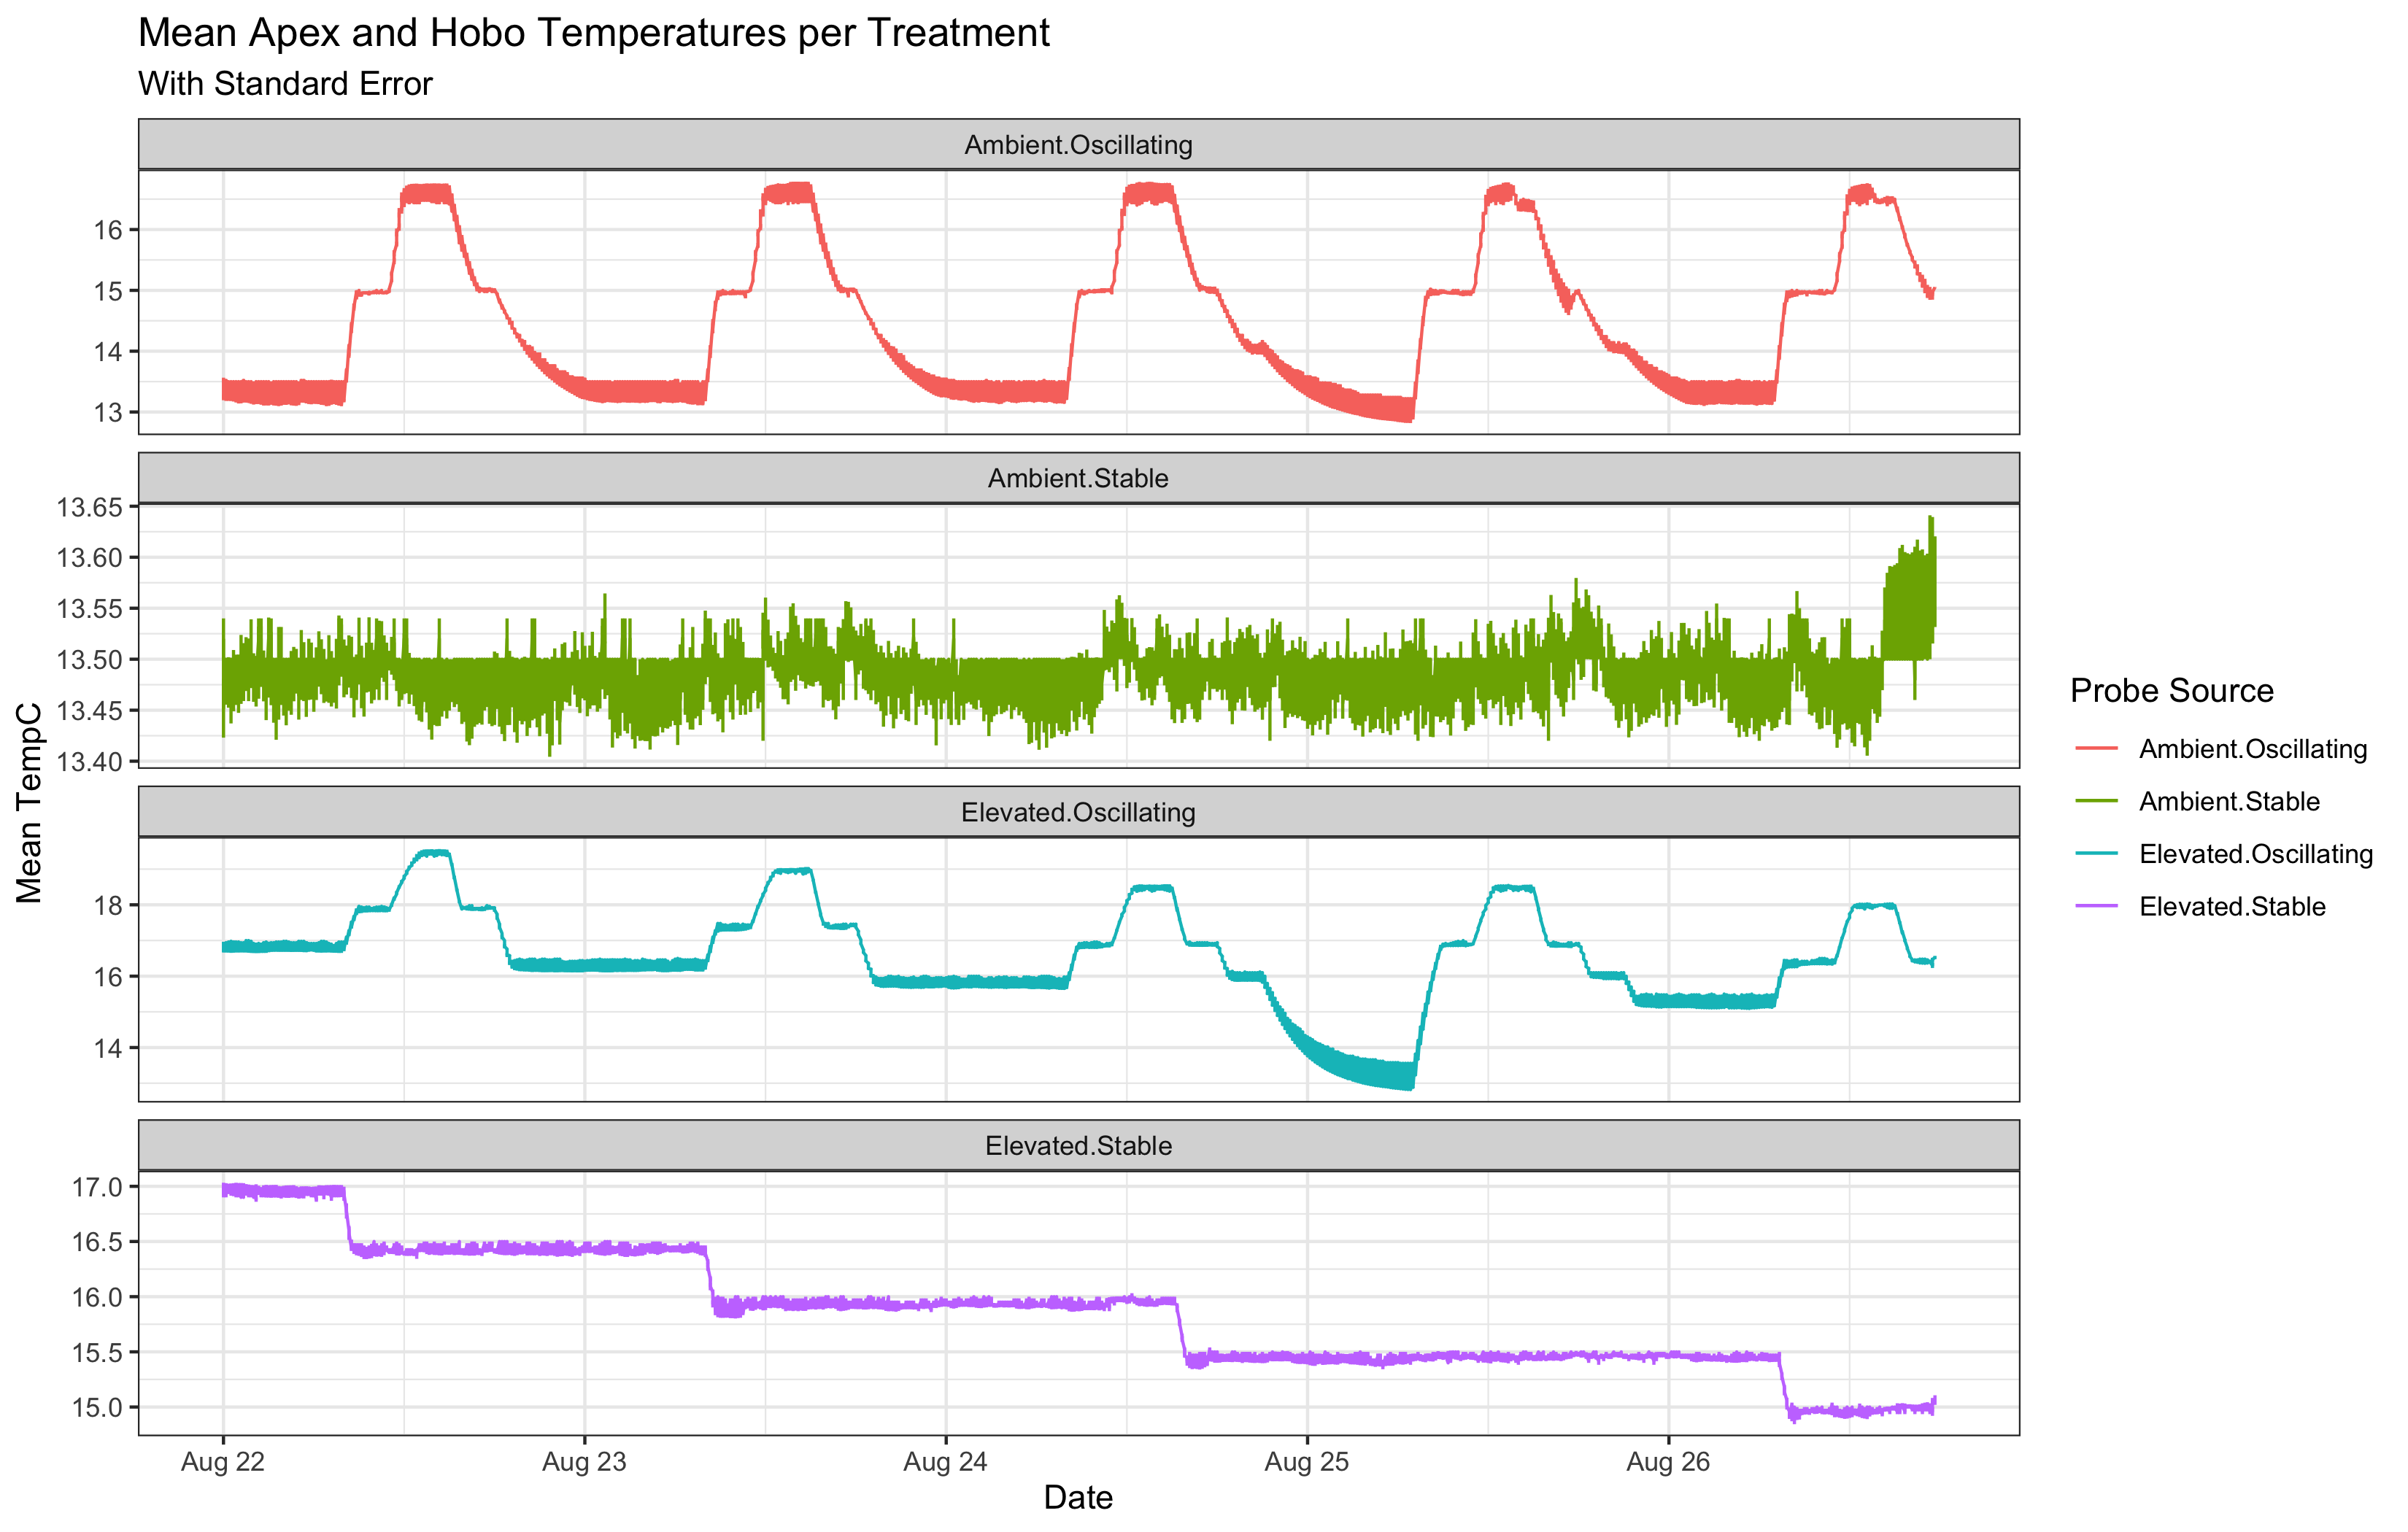 Mean Apex and Hobo Temperatures per Treatment
With Standard Error
Ambient.Oscillating
16
15
14
13
Ambient.Stable
13.65
13.60
13.55
13.50
13.45
13.40
Elevated.Oscillating
18
16
14
Elevated.Stable
17.0
16.5
16.0
15.5
15.0
Aug 22
Aug 23
Aug 24
Aug 25
Aug 26
Date
Mean TempC
Probe Source
Ambient.Oscillating
Ambient.Stable
Elevated.Oscillating
Elevated.Stable